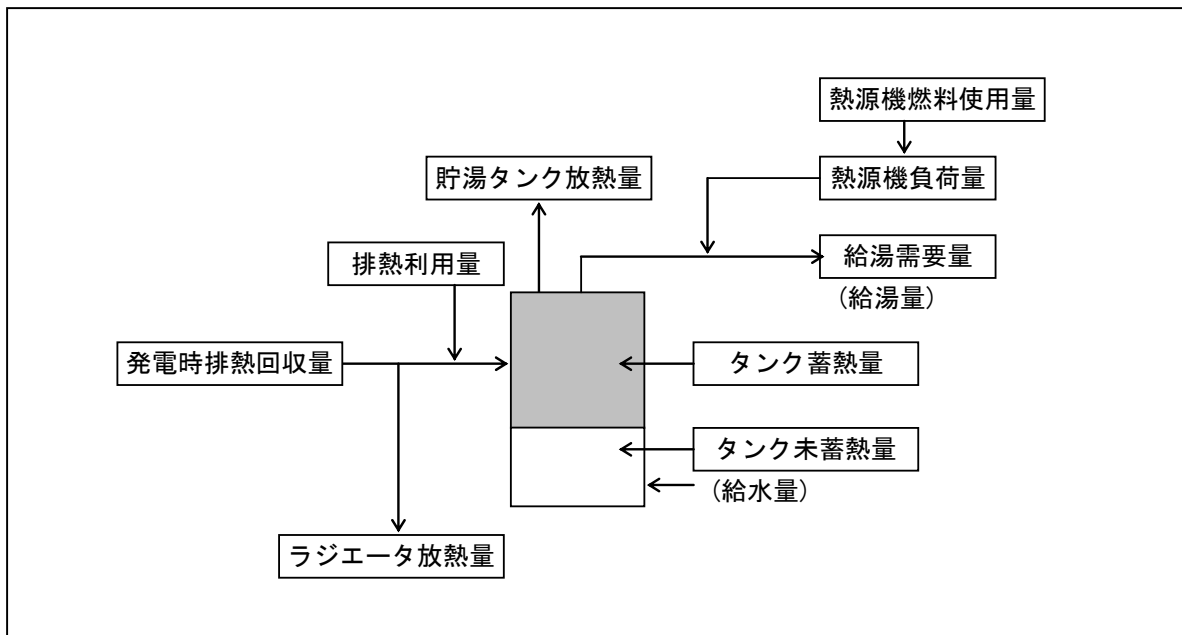 熱源機燃料使用量
貯湯タンク放熱量
熱源機負荷量
排熱利用量
給湯需要量
（給湯量）
発電時排熱回収量
タンク蓄熱量
タンク未蓄熱量
（給水量）
ラジエータ放熱量